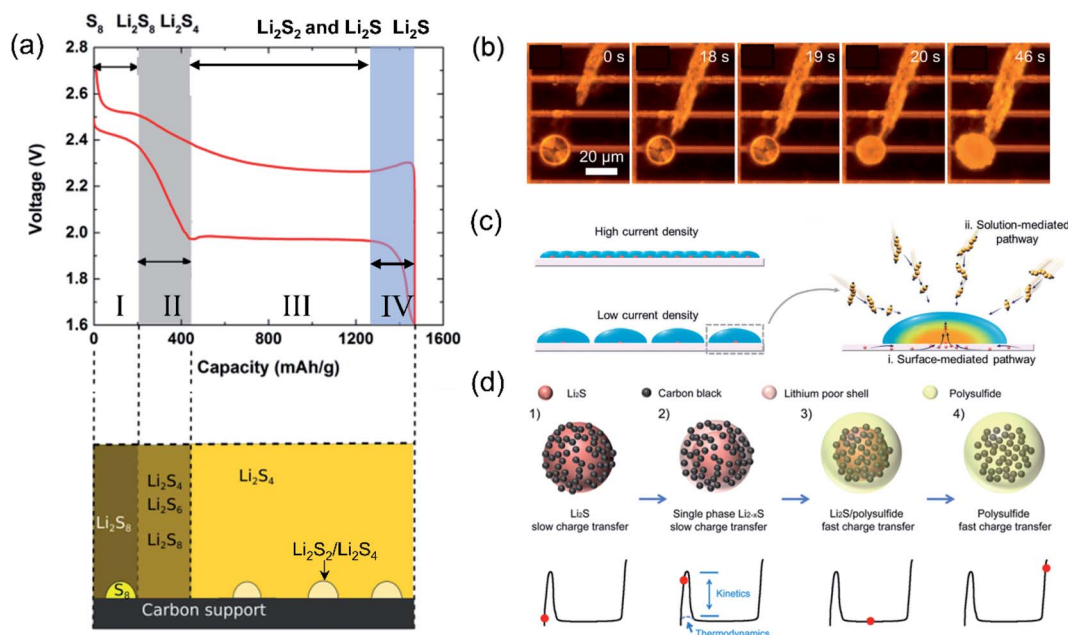 (a)
S₈ Li₂S₈ Li₂S₄ Li₂S₂ and Li₂S Li₂S
2.8
2.6
2.4
2.2
2.0
1.8
1.6
Voltage (V)
I II III IV
0 400 800 1200 1600
Capacity (mAh/g)
Li₂S₈
S₈
Li₂S₄
Li₂S₆
Li₂S₈
Li₂S₄
Li₂S₂/Li₂S₄
Carbon support
(b)
0 s 18 s 19 s 20 s 46 s
20 µm
(c)
High current density
Low current density
ii. Solution-mediated
pathway
i. Surface-mediated pathway
(d)
Li₂S Carbon black Lithium poor shell Polysulfide
1) 2) 3) 4)
Li₂S
slow charge transfer
Single phase Li₂₋ₓS
slow charge transfer
Li₂S/polysulfide
fast charge transfer
Polysulfide
fast charge transfer
Kinetics
Thermodynamics